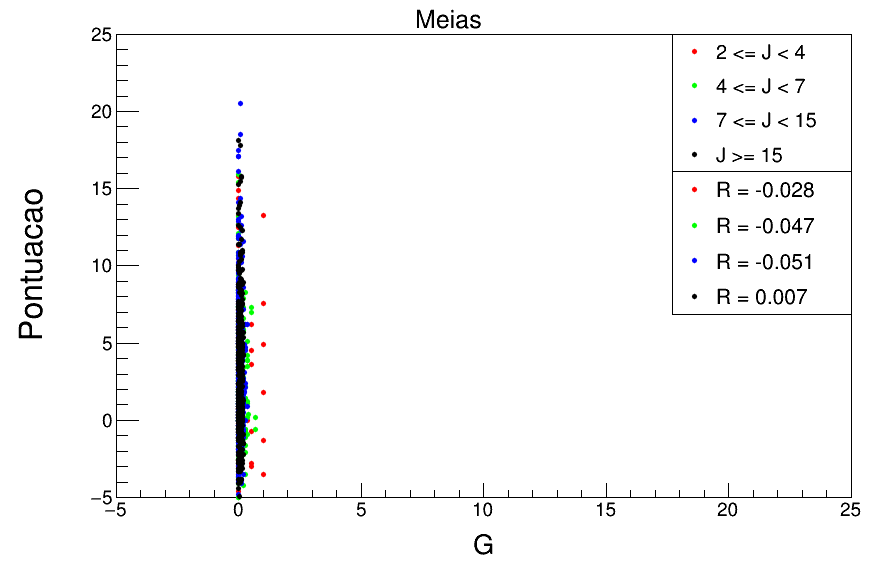 Meias
2 <= J < 4
4 <= J < 7
7 <= J < 15
J >= 15
R = -0.028
R = -0.047
R = -0.051
R = 0.007
Pontuacao
25
20
15
10
5
0
−5
−5 0 5 10 15 20 25
G